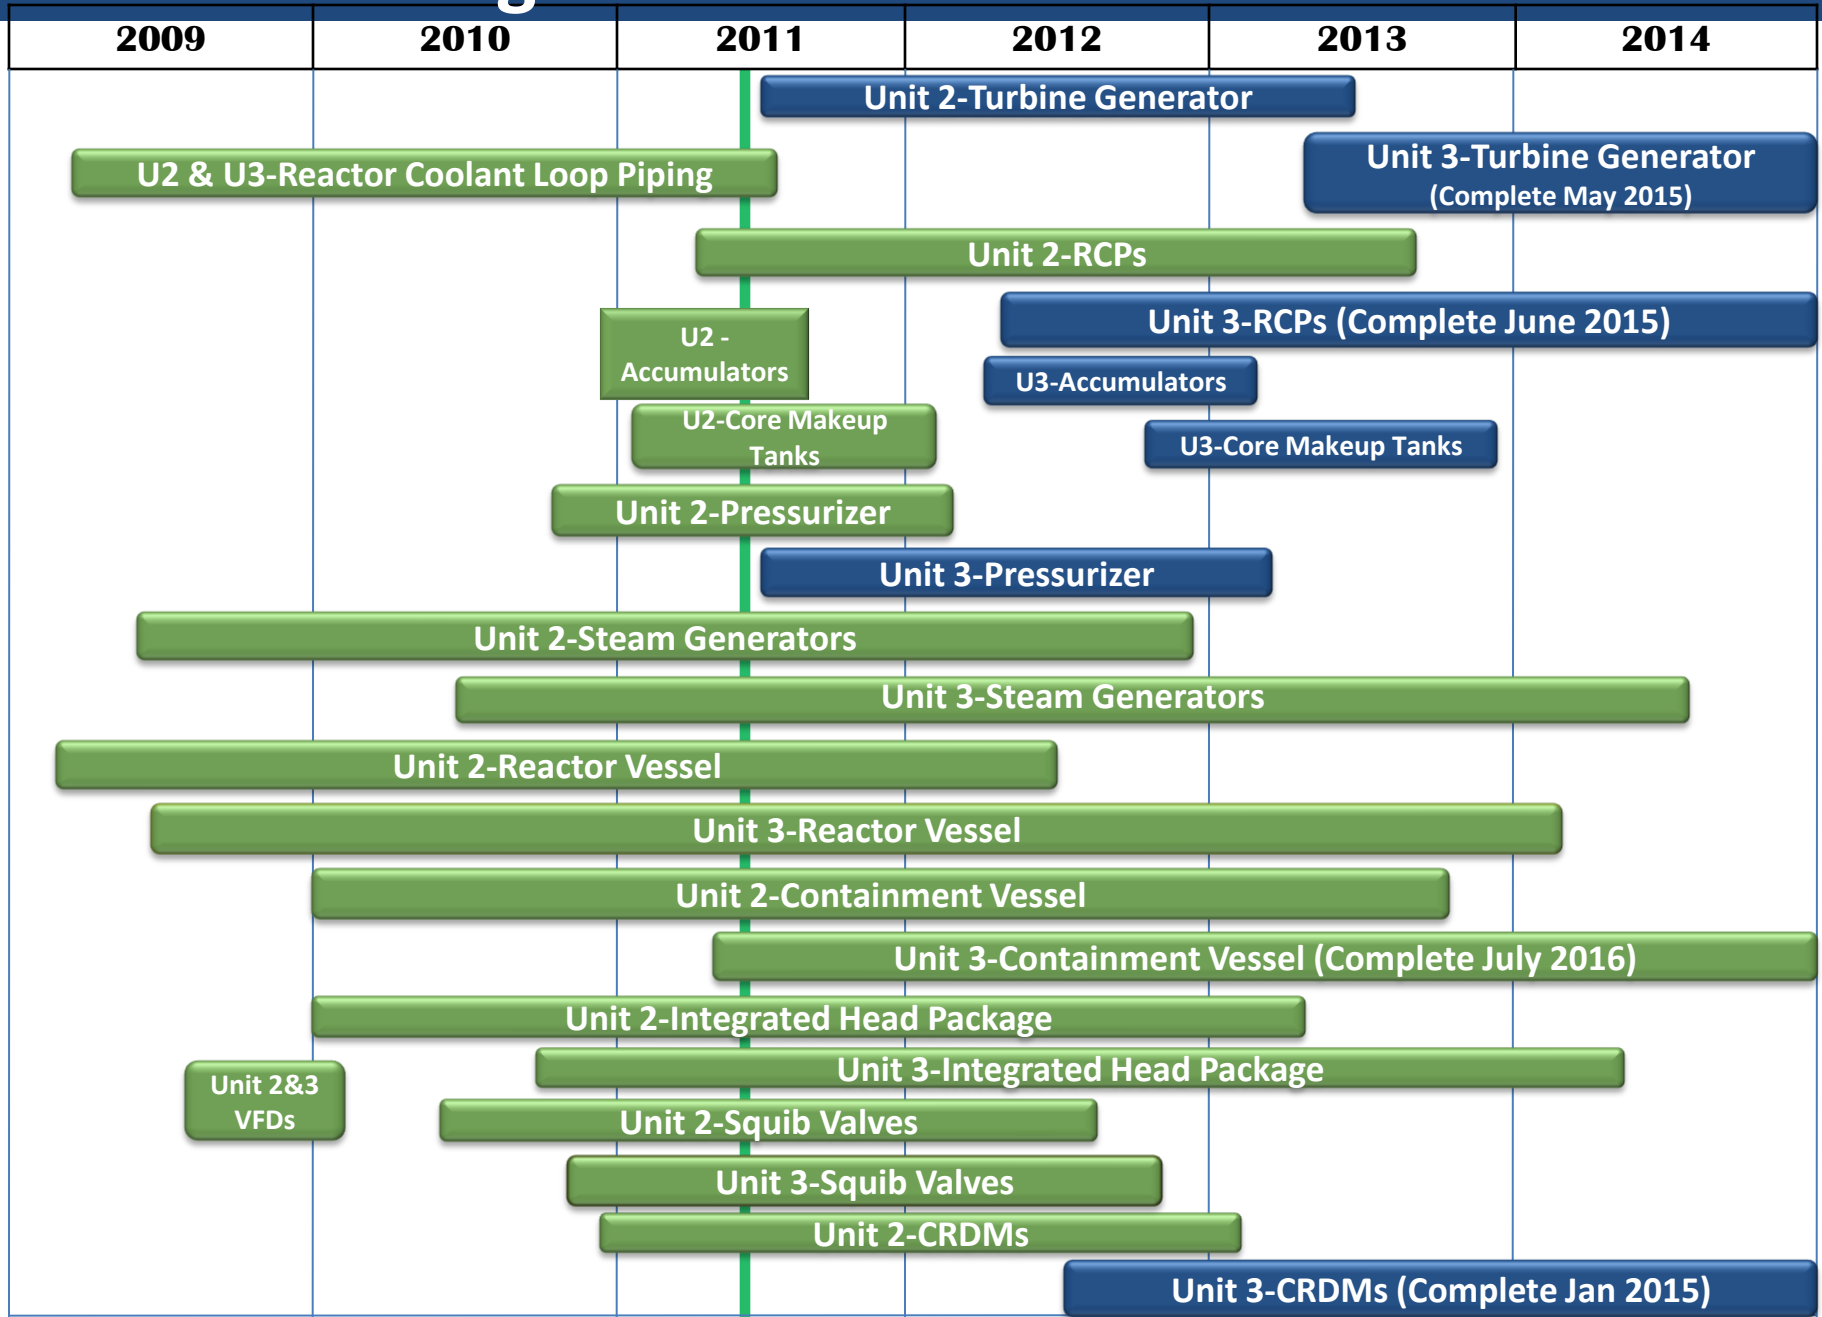 2009 2010 2011 2012 2013 2014
Unit 2-Turbine Generator
Unit 3-Turbine Generator
(Complete May 2015)
U2 & U3-Reactor Coolant Loop Piping
Unit 2-RCPs
Unit 3-RCPs (Complete June 2015)
U2 -
Accumulators
U3-Accumulators
U2-Core Makeup
Tanks
U3-Core Makeup Tanks
Unit 2-Pressurizer
Unit 3-Pressurizer
Unit 2-Steam Generators
Unit 3-Steam Generators
Unit 2-Reactor Vessel
Unit 3-Reactor Vessel
Unit 2-Containment Vessel
Unit 3-Containment Vessel (Complete July 2016)
Unit 2-Integrated Head Package
Unit 3-Integrated Head Package
Unit 2&3
VFDs
Unit 2-Squib Valves
Unit 3-Squib Valves
Unit 2-CRDMs
Unit 3-CRDMs (Complete Jan 2015)